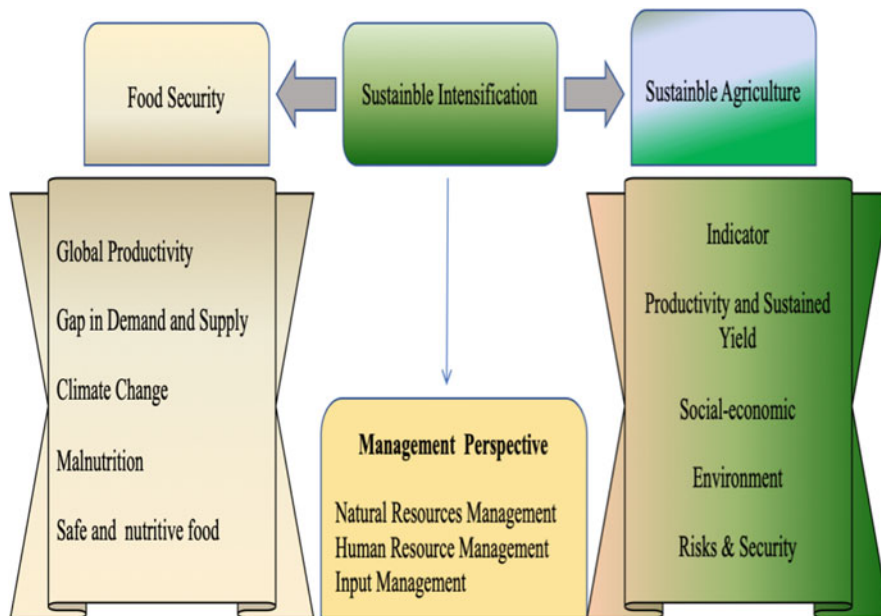 Food Security
Sustainble Intensification
Sustainble Agriculture
Global Productivity
Gap in Demand and Supply
Climate Change
Malnutrition
Safe and nutritive food
Management Perspective
Natural Resources Management
Human Resource Management
Input Management
Indicator
Productivity and Sustained
Yield
Social-economic
Environment
Risks & Security